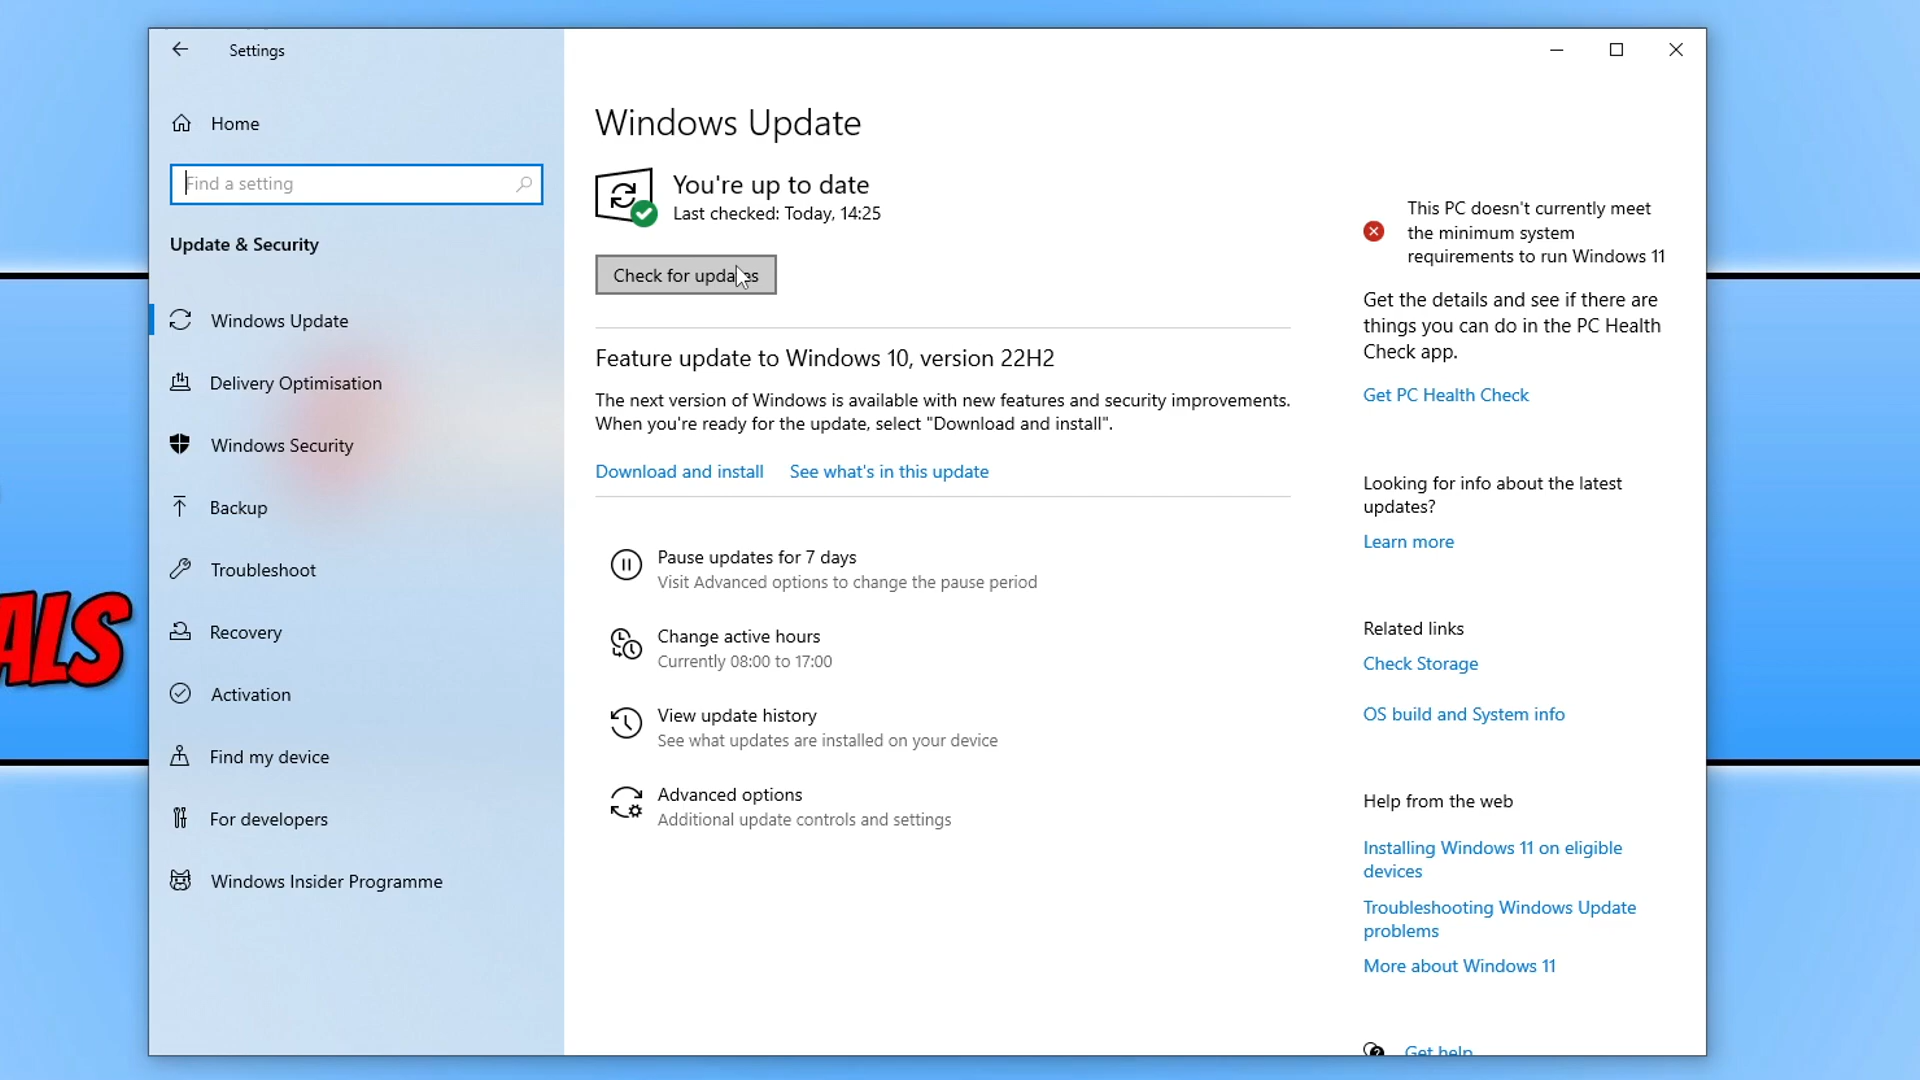 Settings
Home
Find a setting
Update & Security
Windows Update
Delivery Optimisation
Windows Security
Backup
Troubleshoot
Recovery
Activation
Find my device
For developers
Windows Insider Programme
Windows Update
You're up to date
Last checked: Today, 14:25
Check for updates
Feature update to Windows 10, version 22H2
The next version of Windows is available with new features and security improvements.
When you're ready for the update, select "Download and install".
Download and install See what's in this update
Pause updates for 7 days
Visit Advanced options to change the pause period
Change active hours
Currently 08:00 to 17:00
View update history
See what updates are installed on your device
Advanced options
Additional update controls and settings
This PC doesn't currently meet
the minimum system
requirements to run Windows 11
Get the details and see if there are
things you can do in the PC Health
Check app.
Get PC Health Check
Looking for info about the latest
updates?
Learn more
Related links
Check Storage
OS build and System info
Help from the web
Installing Windows 11 on eligible
devices
Troubleshooting Windows Update
problems
More about Windows 11
Get help
ALS